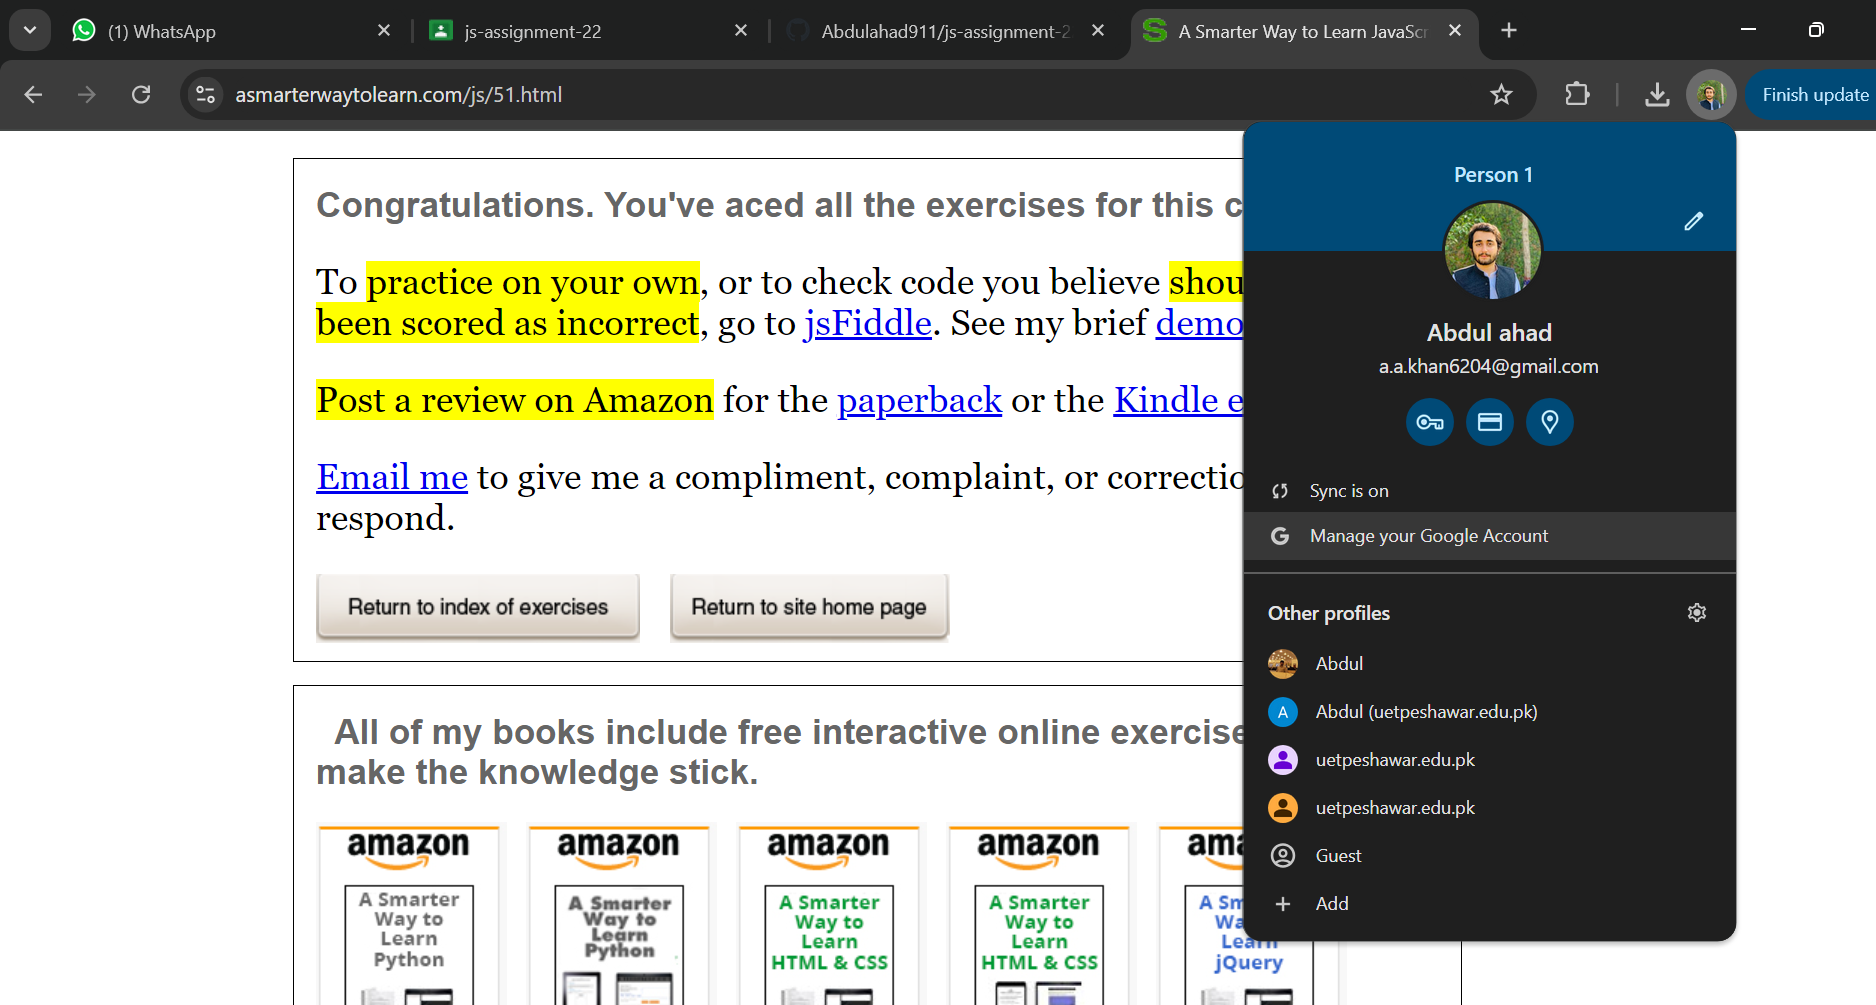 (1) WhatsApp
js-assignment-22
Abdulahad911/js-assignment-2
A Smarter Way to Learn JavaScr
asmarterwaytolearn.com/js/51.html
Finish update
Congratulations. You've aced all the exercises for this c
To practice on your own, or to check code you believe shou
been scored as incorrect, go to jsFiddle. See my brief demo
Post a review on Amazon for the paperback or the Kindle e
Email me to give me a compliment, complaint, or correctio
respond.
Return to index of exercises
Return to site home page
All of my books include free interactive online exercise
make the knowledge stick.
amazon
A Smarter
Way to
Learn
Python
amazon
A Smarter
Way to
Learn
Python
amazon
A Smarter
Way to
Learn
HTML & CSS
amazon
A Smarter
Way to
Learn
HTML & CSS
ama
A Sm
Wa
Learn
jQuery
Person 1
Abdul ahad
a.a.khan6204@gmail.com
Sync is on
Manage your Google Account
Other profiles
Abdul
A
Abdul (uetpeshawar.edu.pk)
uetpeshawar.edu.pk
uetpeshawar.edu.pk
Guest
Add